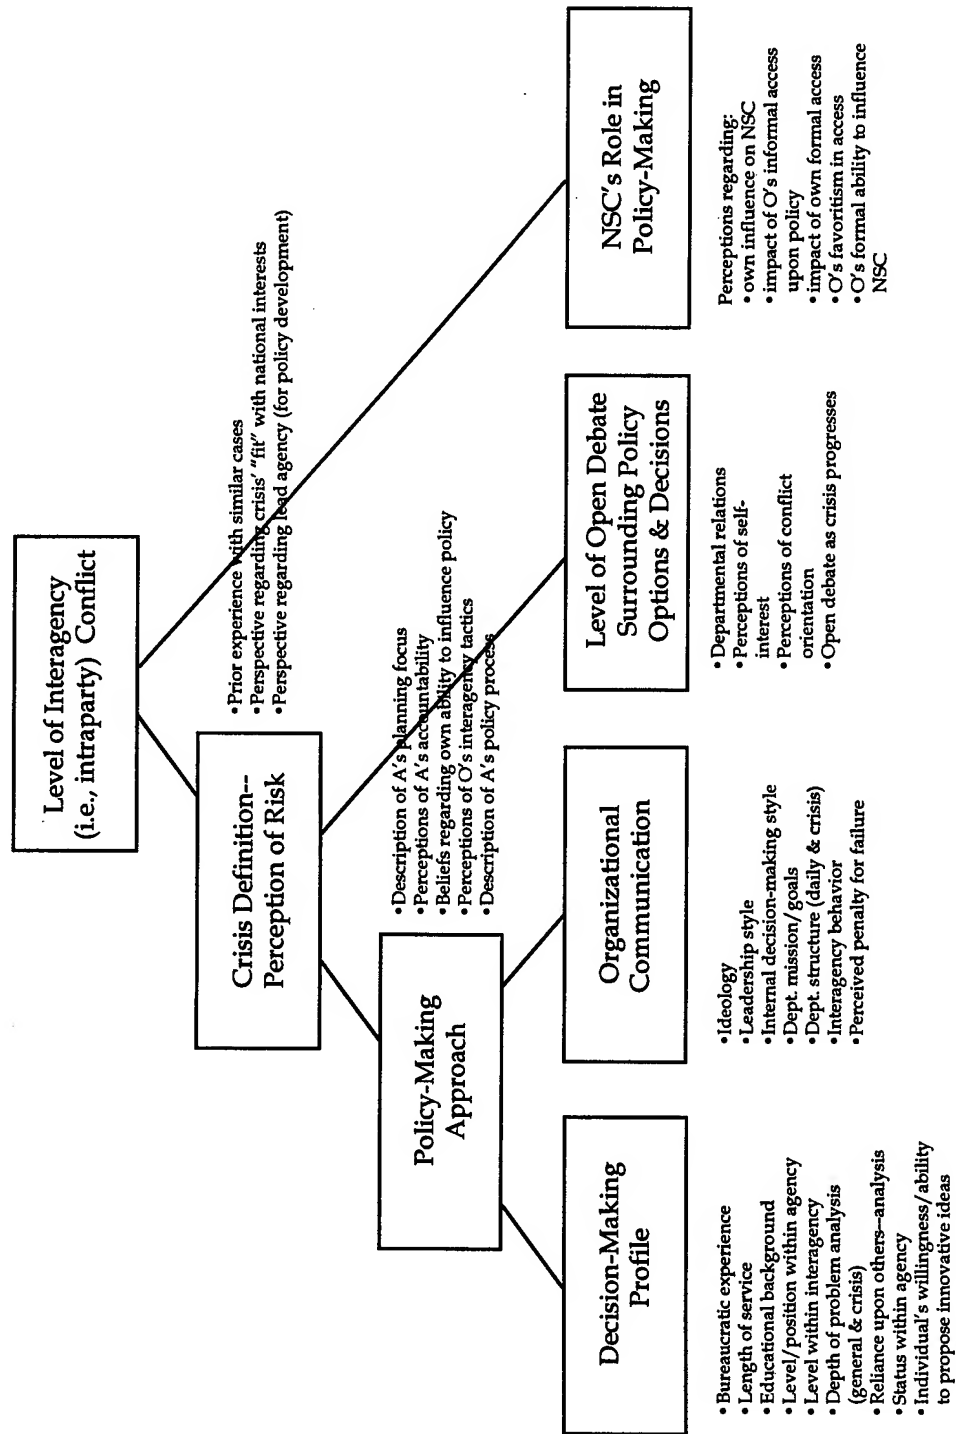 Level of Interagency
(i.e., intraparty) Conflict
Crisis Definition--
Perception of Risk
•Prior experience with similar cases
•Perspective regarding crisis' "fit" with national interests
•Perspective regarding lead agency (for policy development)
Policy-Making
Approach
•Description of A's planning focus
•Perceptions of A's accountability
•Beliefs regarding own ability to influence policy
•Perceptions of O's interagency tactics
•Description of A's policy process
Decision-Making
Profile
•Bureaucratic experience
•Length of service
•Educational background
•Level/position within agency
•Level within interagency
•Depth of problem analysis
(general & crisis)
•Reliance upon others--analysis
•Status within agency
•Individual's willingness/ability
to propose innovative ideas
Organizational
Communication
•Ideology
•Leadership style
•Internal decision-making style
•Dept. mission/goals
•Dept. structure (daily & crisis)
•Interagency behavior
•Perceived penalty for failure
Level of Open Debate
Surrounding Policy
Options & Decisions
•Departmental relations
•Perceptions of self-
interest
•Perceptions of conflict
orientation
•Open debate as crisis progresses
NSC's Role in
Policy-Making
Perceptions regarding:
•own influence on NSC
•impact of O's informal access
upon policy
•impact of own formal access
•O's favoritism in access
•O's formal ability to influence
NSC